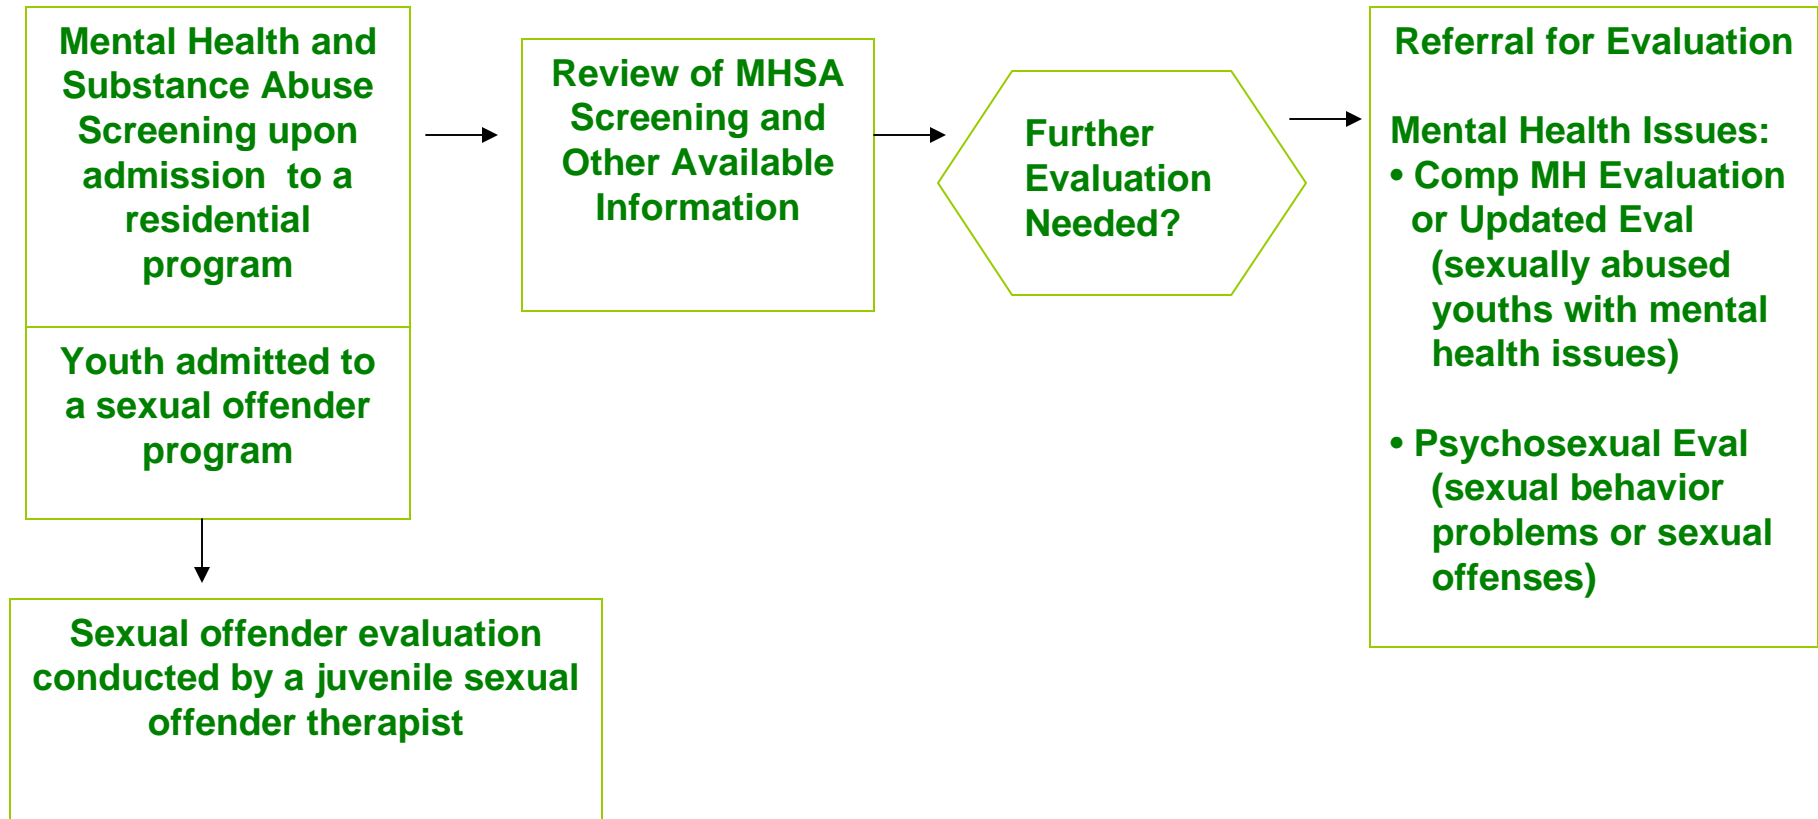 Mental Health and
Substance Abuse
Screening upon
admission to a
residential
program
Youth admitted to
a sexual offender
program
Sexual offender evaluation
conducted by a juvenile sexual
offender therapist
Review of MHSA
Screening and
Other Available
Information
Further
Evaluation
Needed?
Referral for Evaluation
Mental Health Issues:
• Comp MH Evaluation
or Updated Eval
(sexually abused
youths with mental
health issues)
• Psychosexual Eval
(sexual behavior
problems or sexual
offenses)